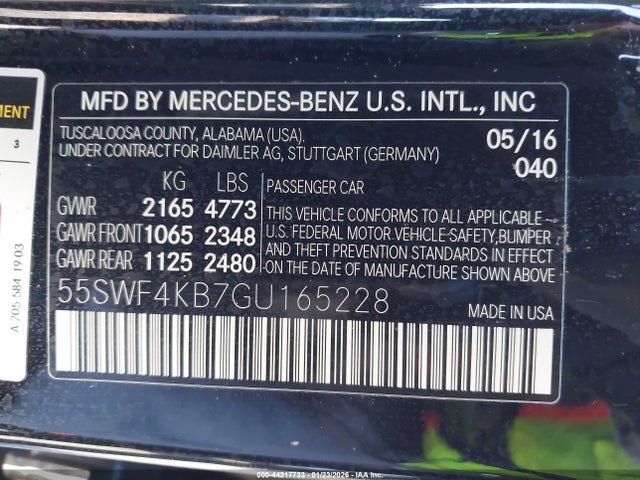 MFD BY MERCEDES-BENZ U.S. INTL., INC
TUSCALOOSA COUNTY, ALABAMA (USA). 05/16
UNDER CONTRACT FOR DAIMLER AG, STUTTGART (GERMANY) 040
KG LBS PASSENGER CAR
GVWR 2165 4773
GAWR FRONT 1065 2348
GAWR REAR 1125 2480
THIS VEHICLE CONFORMS TO ALL APPLICABLE
U.S. FEDERAL MOTOR VEHICLE SAFETY, BUMPER
AND THEFT PREVENTION STANDARDS IN EFFECT
ON THE DATE OF MANUFACTURE SHOWN ABOVE.
55SWF4KB7GU165228
MADE IN USA
MENT
3
A 205 584 19 03
000-44217733 - 01/23/2026 - IAA Inc.